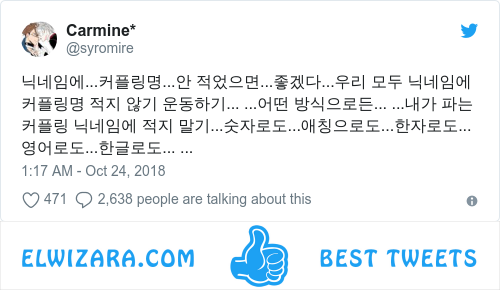 Carmine*
@syromire
닉네임에...커플링명...안 적었으면...좋겠다...우리 모두 닉네임에
커플링명 적지 않기 운동하기... ...어떤 방식으로든... ...내가 파는
커플링 닉네임에 적지 말기...숫자로도...애칭으로도...한자로도...
영어로도...한글로도... ...
1:17 AM - Oct 24, 2018
471 2,638 people are talking about this
ELWIZARA.COM BEST TWEETS